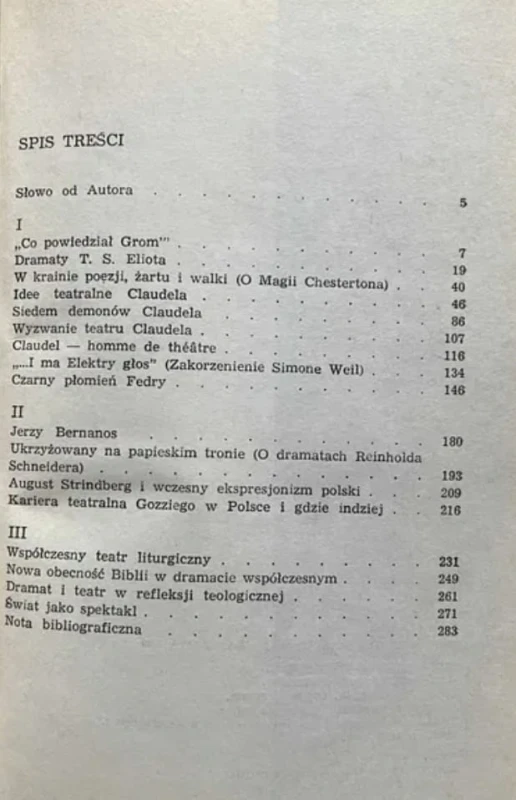 SPIS TREŚCI
Słowo od Autora . . . . . . . . . . . 5
I
„Co powiedział Grom”' . . . . . . . . . . 7
Dramaty T. S. Eliota . . . . . . . . . . 19
W krainie poezji, żartu i walki (O Magii Chestertona) . . 40
Idee teatralne Claudela . . . . . . . . . 46
Siedem demonów Claudela . . . . . . . . 86
Wyzwanie teatru Claudela . . . . . . . . . 107
Claudel — homme de théâtre . . . . . . . . 116
„...I ma Elektry głos” (Zakorzenienie Simone Weil) . . . 134
Czarny płomień Fedry . . . . . . . . . . 146
II
Jerzy Bernanos . . . . . . . . . . . 180
Ukrzyżowany na papieskim tronie (O dramatach Reinholda
Schneidera) . . . . . . . . . . . . 193
August Strindberg i wczesny ekspresjonizm polski . . . 209
Kariera teatralna Gozziego w Polsce i gdzie indziej . . 216
III
Współczesny teatr liturgiczny . . . . . . . . 231
Nowa obecność Biblii w dramacie współczesnym . . . . 249
Dramat i teatr w refleksji teologicznej . . . . . . 261
Świat jako spektakl . . . . . . . . . . . 271
Nota bibliograficzna . . . . . . . . . . 283